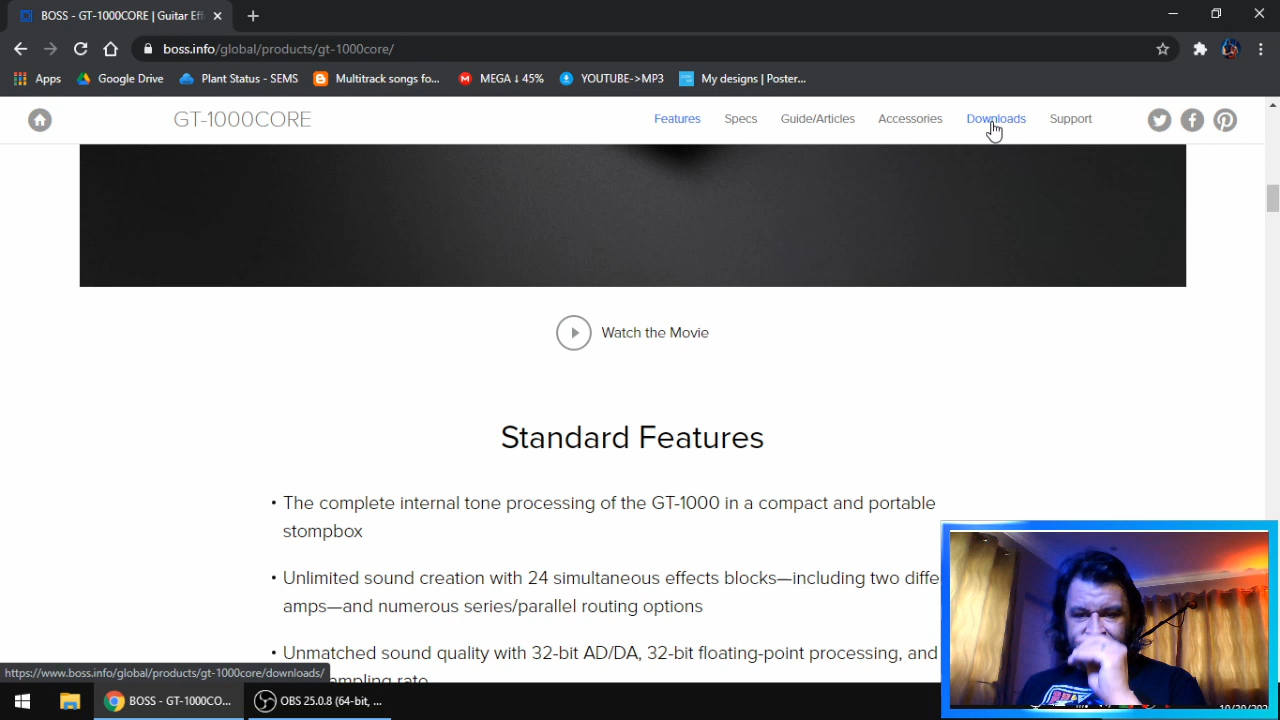 BOSS - GT-1000CORE | Guitar Eff
boss.info/global/products/gt-1000core/
Apps
Google Drive
Plant Status - SEMS
Multitrack songs fo...
MEGA ↓ 45%
YOUTUBE->MP3
My designs | Poster...
GT-1000CORE
Features
Specs
Guide/Articles
Accessories
Downloads
Support
Watch the Movie
Standard Features
• The complete internal tone processing of the GT-1000 in a compact and portable
stompbox
• Unlimited sound creation with 24 simultaneous effects blocks—including two diffe
amps—and numerous series/parallel routing options
• Unmatched sound quality with 32-bit AD/DA, 32-bit floating-point processing, and
rate
https://www.boss.info/global/products/gt-1000core/downloads/
BOSS - GT-1000CO...
OBS 25.0.8 (64-bit, ...